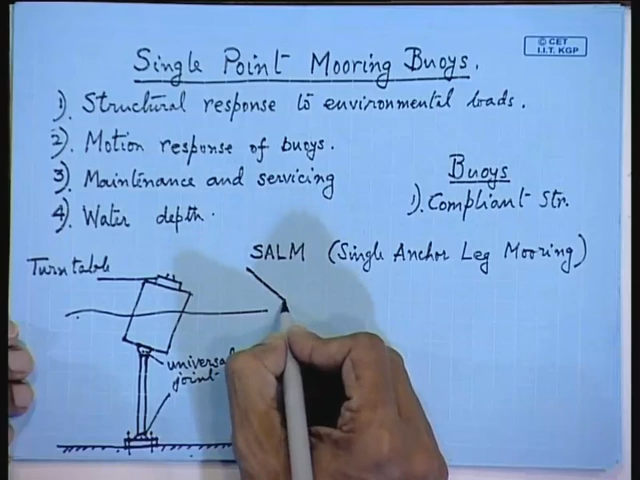 © CET
I.I.T. KGP
Single Point Mooring Buoys.
1). Structural response to environmental loads.
2). Motion response of buoys.
3). Maintenance and servicing
4). Water depth.
Buoys
1). Compliant Str.
SALM (Single Anchor Leg Mooring)
Turntable
universal
joint